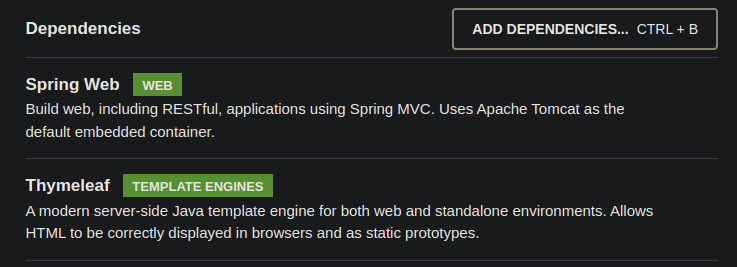 Dependencies
ADD DEPENDENCIES... CTRL + B
Spring Web WEB
Build web, including RESTful, applications using Spring MVC. Uses Apache Tomcat as the
default embedded container.
Thymeleaf TEMPLATE ENGINES
A modern server-side Java template engine for both web and standalone environments. Allows
HTML to be correctly displayed in browsers and as static prototypes.